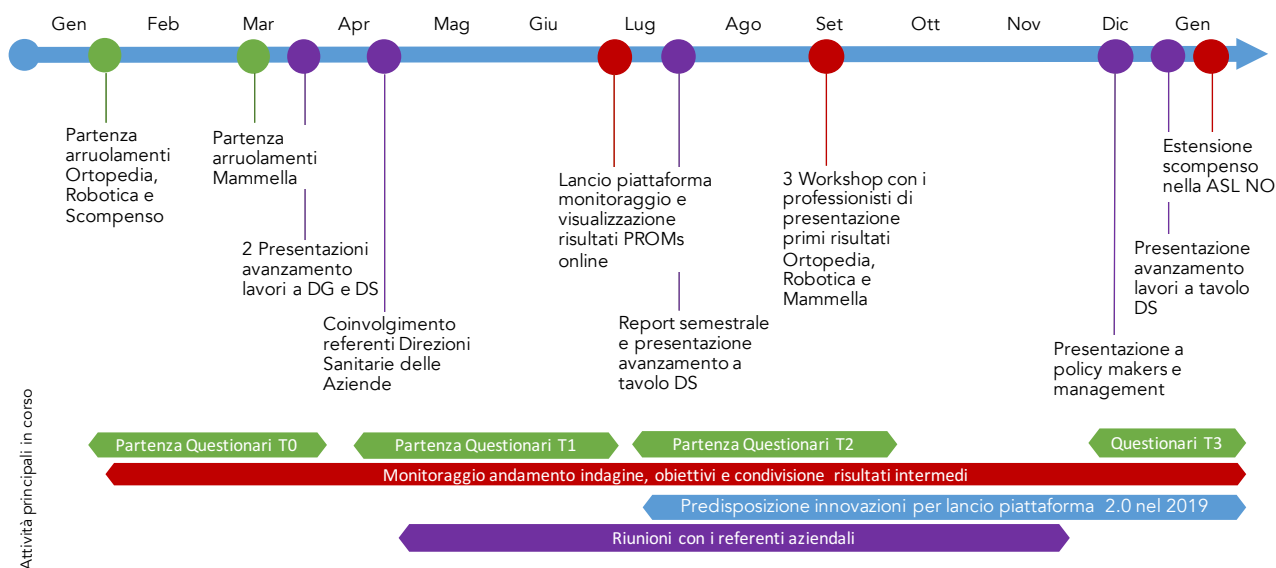 Gen Feb Mar Apr Mag Giu Lug Ago Set Ott Nov Dic Gen
Partenza
arruolamenti
Ortopedia,
Robotica e
Scompenso
Partenza
arruolamenti
Mammella
2 Presentazioni
avanzamento
lavori a DG e DS
Coinvolgimento
referenti Direzioni
Sanitarie delle
Aziende
Lancio piattaforma
monitoraggio e
visualizzazione
risultati PROMs
online
Report semestrale
e presentazione
avanzamento a
tavolo DS
3 Workshop con i
professionisti di
presentazione
primi risultati
Ortopedia,
Robotica e
Mammella
Presentazione a
policy makers e
management
Presentazione
avanzamento
lavori a tavolo
DS
Estensione
scompenso
nella ASL NO
Attività principali in corso
Partenza Questionari T0
Partenza Questionari T1
Partenza Questionari T2
Questionari T3
Monitoraggio andamento indagine, obiettivi e condivisione risultati intermedi
Predisposizione innovazioni per lancio piattaforma 2.0 nel 2019
Riunioni con i referenti aziendali